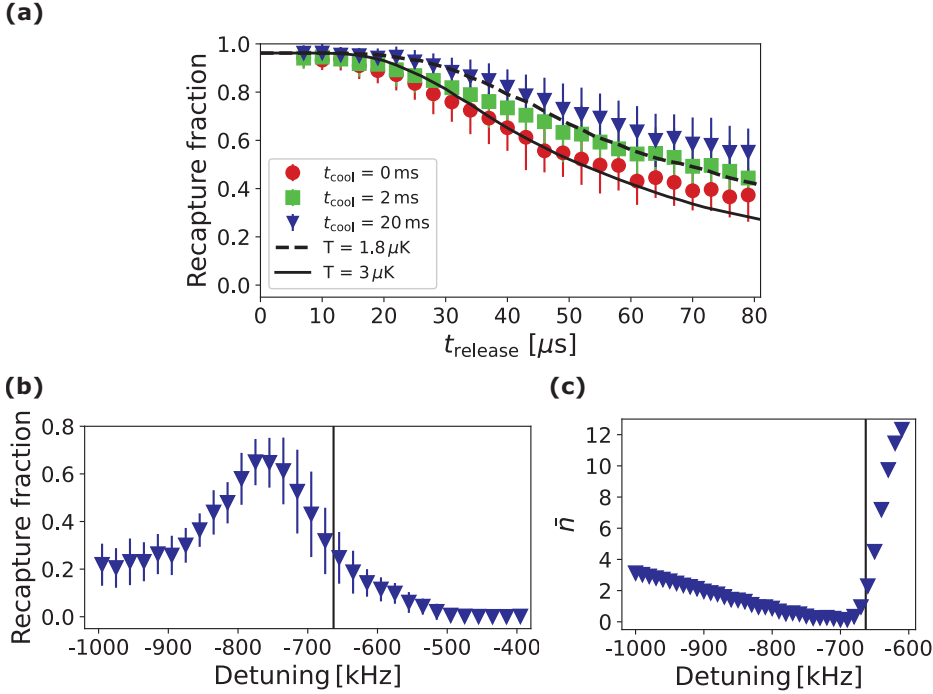 (a)
Recapture fraction
1.0
0.8
0.6
0.4
0.2
0.0
t_cool = 0 ms
t_cool = 2 ms
t_cool = 20 ms
T = 1.8 μK
T = 3 μK
0 10 20 30 40 50 60 70 80
t_release [μs]
(b)
Recapture fraction
0.8
0.6
0.4
0.2
0.0
-1000 -900 -800 -700 -600 -500 -400
Detuning [kHz]
(c)
n̄
12
10
8
6
4
2
0
-1000 -900 -800 -700 -600
Detuning [kHz]